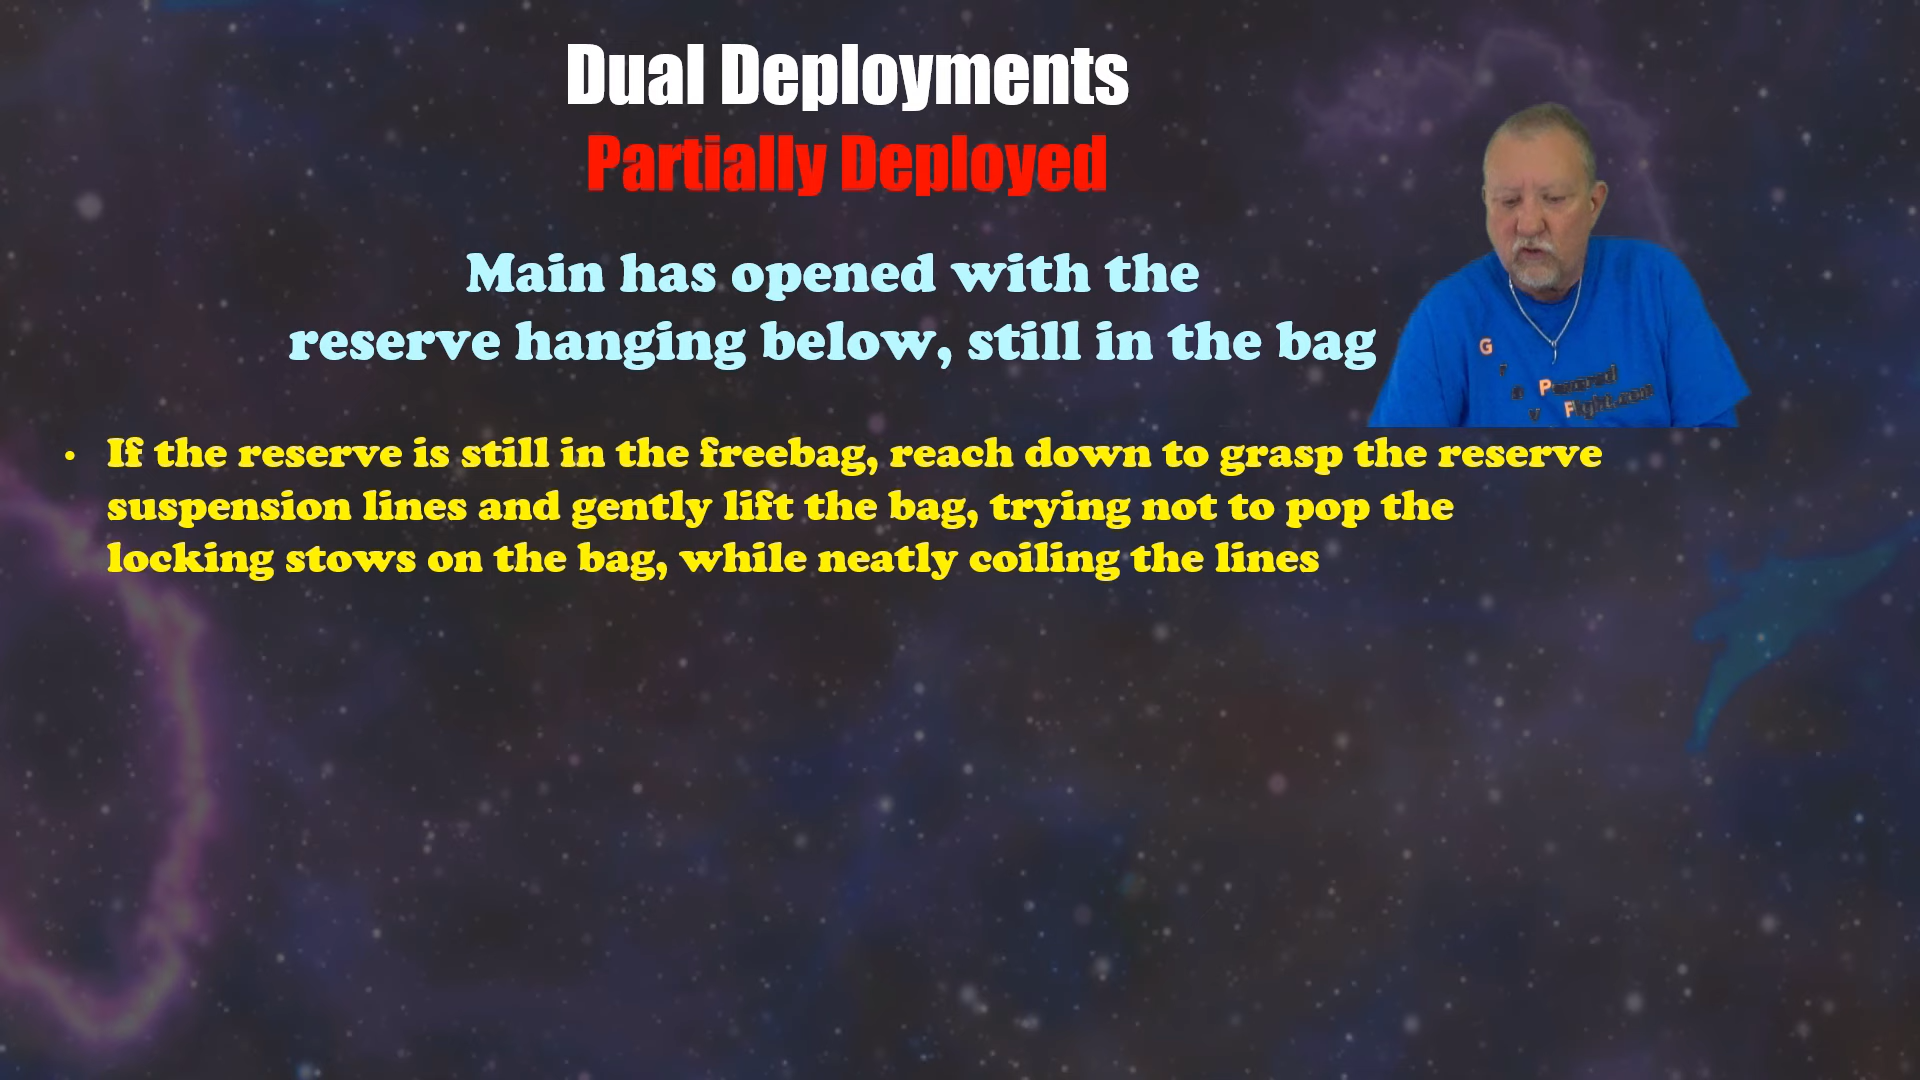 Dual Deployments
Partially Deployed
Main has opened with the
reserve hanging below, still in the bag
• If the reserve is still in the freebag, reach down to grasp the reserve
suspension lines and gently lift the bag, trying not to pop the
locking stows on the bag, while neatly coiling the lines
G
P
Flight.com